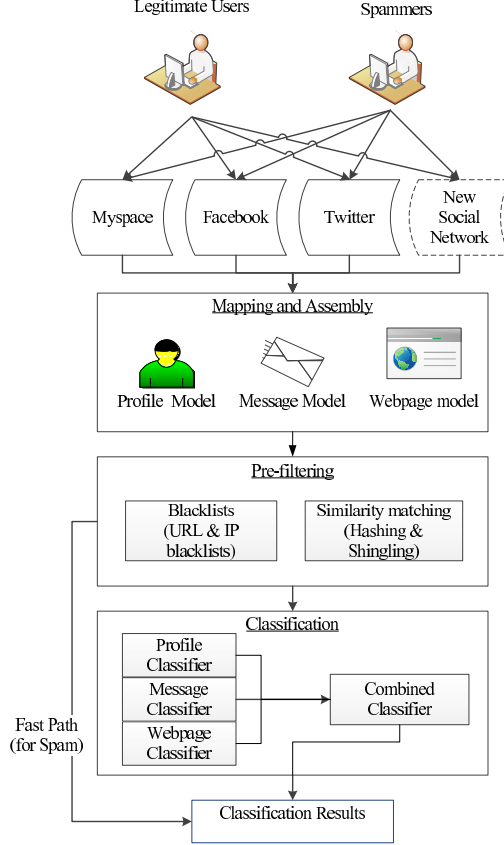 Legitimate Users
Spammers
Myspace
Facebook
Twitter
New
Social
Network
Mapping and Assembly
Profile Model
Message Model
Webpage model
Pre-filtering
Blacklists
(URL & IP
blacklists)
Similarity matching
(Hashing &
Shingling)
Classification
Profile
Classifier
Message
Classifier
Webpage
Classifier
Combined
Classifier
Fast Path
(for Spam)
Classification Results